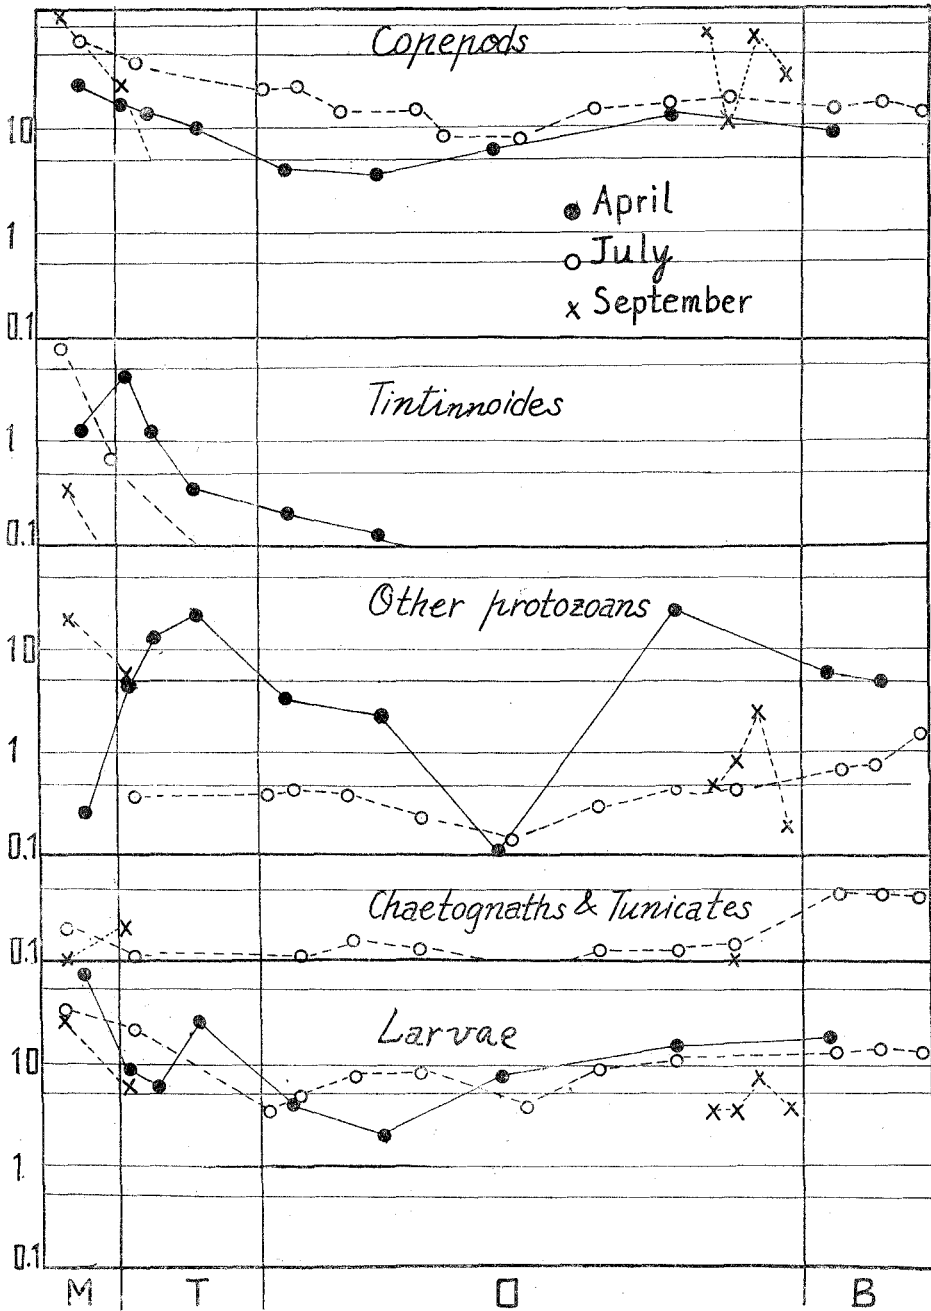 Copepods
10
● April
1
○ July
x September
0.1
Tintinnoides
1
0.1
Other protozoans
10
1
0.1
Chaetognaths & Tunicates
0.1
Larvae
10
1
0.1
M T O B